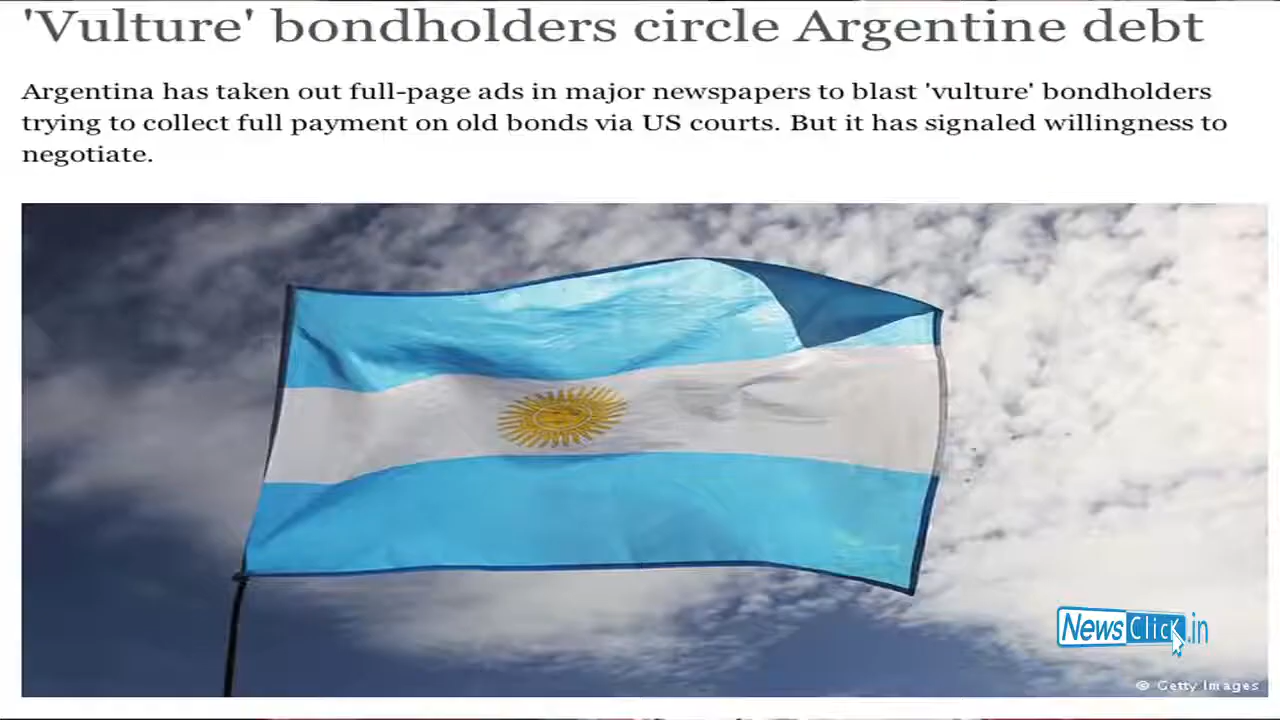 'Vulture' bondholders circle Argentine debt
Argentina has taken out full-page ads in major newspapers to blast 'vulture' bondholders
trying to collect full payment on old bonds via US courts. But it has signaled willingness to
negotiate.
NewsClick.in
© Getty Images